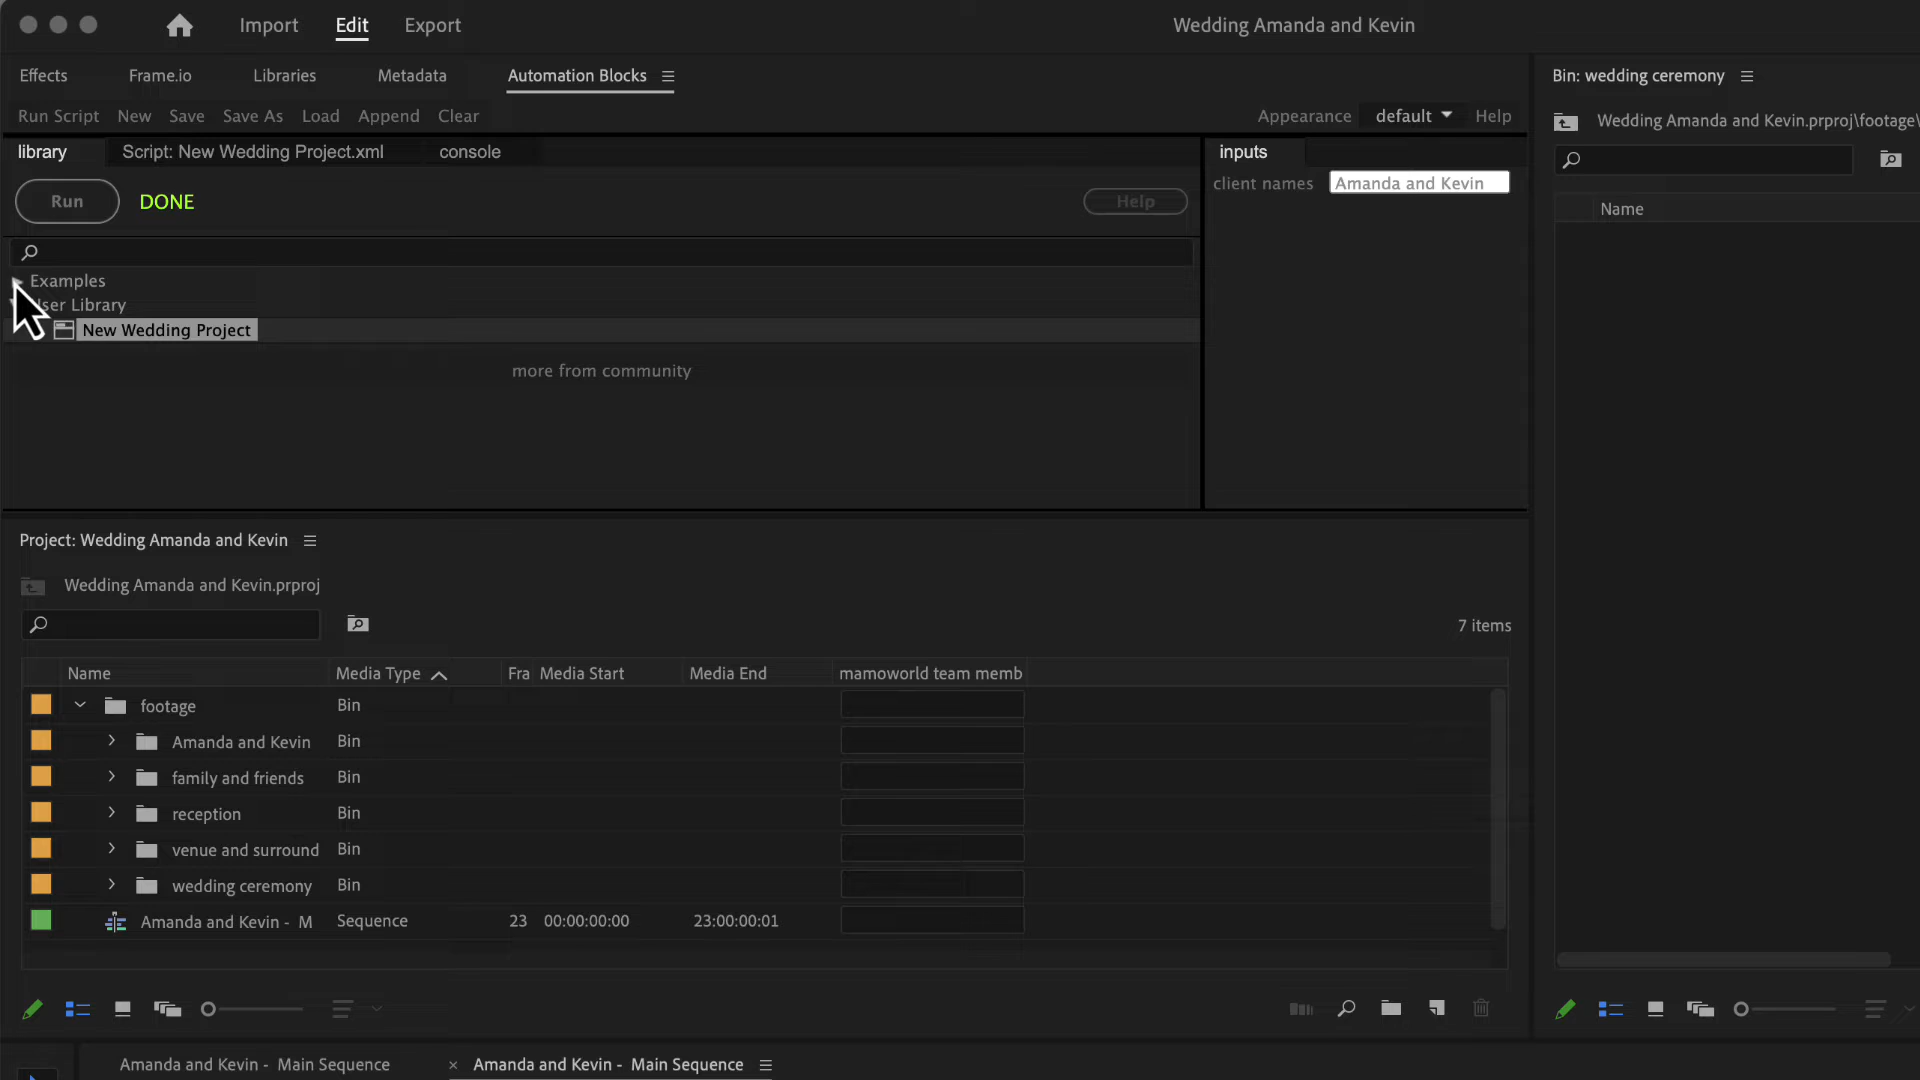 Import Edit Export Wedding Amanda and Kevin
Effects Frame.io Libraries Metadata Automation Blocks
Bin: wedding ceremony
Run Script New Save Save As Load Append Clear Appearance default Help
Wedding Amanda and Kevin.prproj\footage\
library Script: New Wedding Project.xml console inputs
client names Amanda and Kevin
Run DONE Help
Name
Examples
User Library
New Wedding Project
more from community
Project: Wedding Amanda and Kevin
Wedding Amanda and Kevin.prproj
7 items
Name Media Type Fra Media Start Media End mamoworld team memb
footage Bin
Amanda and Kevin Bin
family and friends Bin
reception Bin
venue and surround Bin
wedding ceremony Bin
Amanda and Kevin - M Sequence 23 00:00:00:00 23:00:00:01
Amanda and Kevin - Main Sequence × Amanda and Kevin - Main Sequence